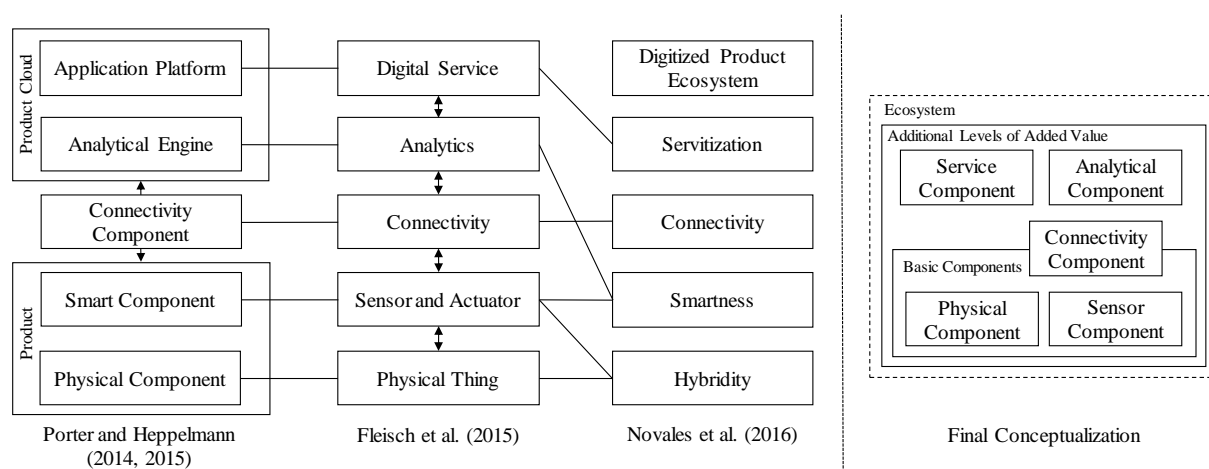 Product Cloud
Application Platform
Analytical Engine
Connectivity
Component
Product
Smart Component
Physical Component
Porter and Heppelmann
(2014, 2015)
Digital Service
Analytics
Connectivity
Sensor and Actuator
Physical Thing
Fleisch et al. (2015)
Digitized Product
Ecosystem
Servitization
Connectivity
Smartness
Hybridity
Novales et al. (2016)
Ecosystem
Additional Levels of Added Value
Service
Component
Analytical
Component
Connectivity
Component
Basic Components
Physical
Component
Sensor
Component
Final Conceptualization